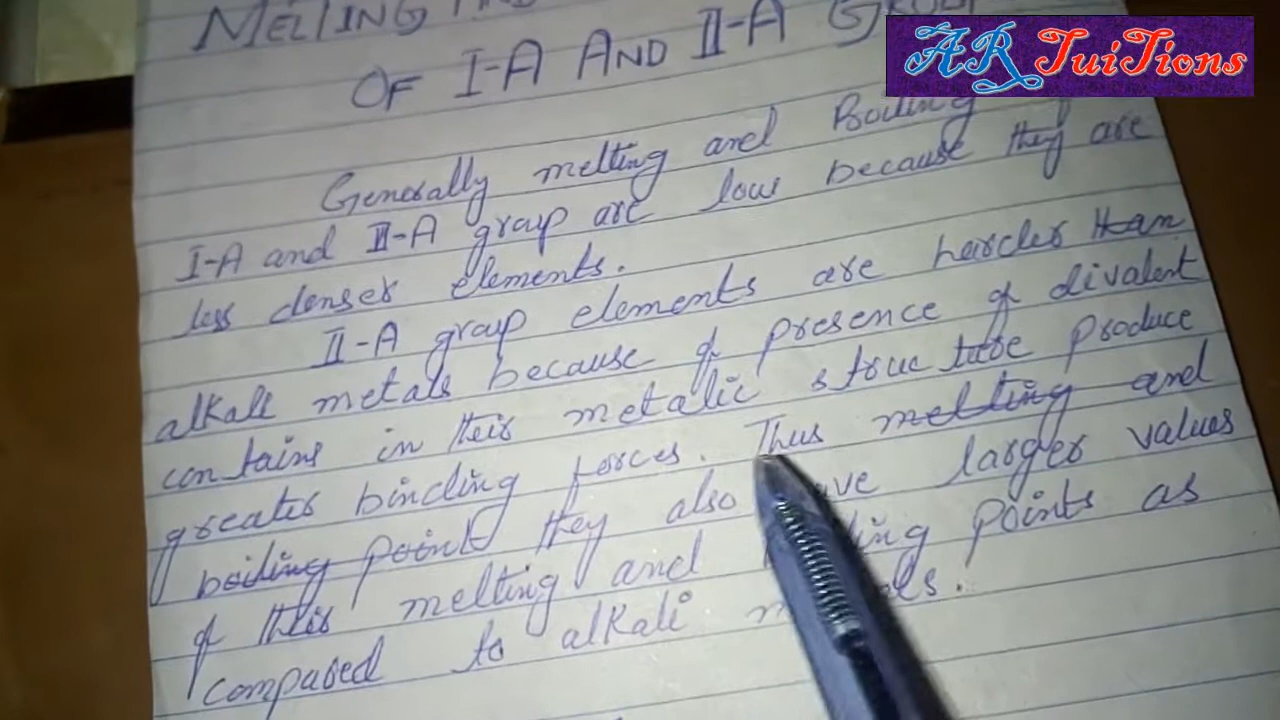 MELTING
AR TuiTions
OF I-A AND II-A
Generally melting and Boiling
I-A and II-A group are low because they are
less denser elements.
II-A group elements are harder than
alkali metals because of presence of divalent
contains in their metalic structure produce
greater binding forces. Thus melting and
boiling point they also larger values
of their melting and points as
compared to alkali